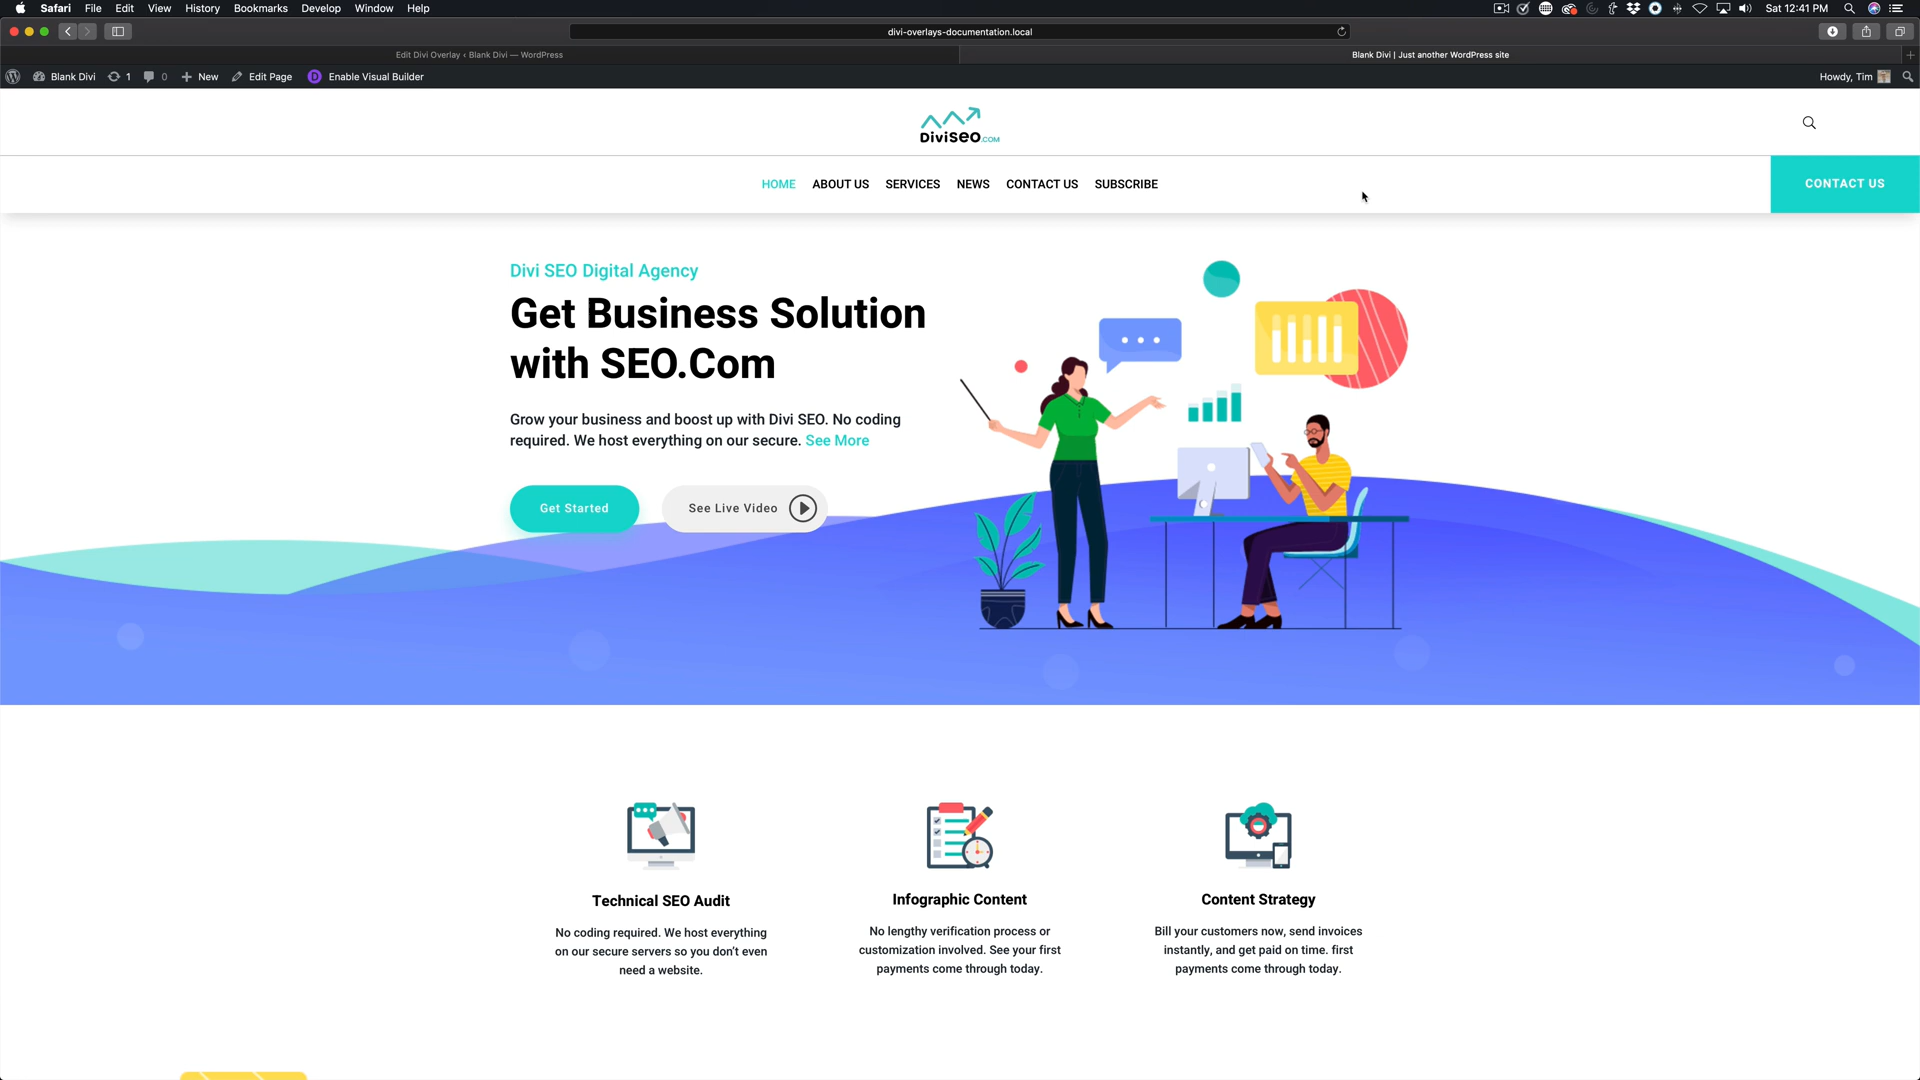 Safari File Edit View History Bookmarks Develop Window Help Sat 12:41 PM
divi-overlays-documentation.local
Edit Divi Overlay ‹ Blank Divi — WordPress Blank Divi | Just another WordPress site
Blank Divi 1 0 New Edit Page D Enable Visual Builder Howdy, Tim
DiviSeo.COM
HOME ABOUT US SERVICES NEWS CONTACT US SUBSCRIBE CONTACT US
Divi SEO Digital Agency
Get Business Solution
with SEO.Com
Grow your business and boost up with Divi SEO. No coding
required. We host everything on our secure. See More
Get Started See Live Video
Technical SEO Audit
No coding required. We host everything
on our secure servers so you don’t even
need a website.
Infographic Content
No lengthy verification process or
customization involved. See your first
payments come through today.
Content Strategy
Bill your customers now, send invoices
instantly, and get paid on time. first
payments come through today.